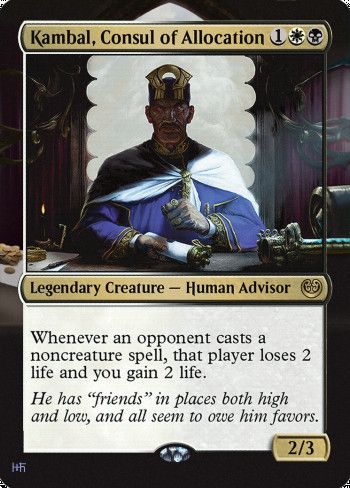 Kambal, Consul of Allocation 1
Legendary Creature — Human Advisor
Whenever an opponent casts a
noncreature spell, that player loses 2
life and you gain 2 life.
He has “friends” in places both high
and low, and all seem to owe him favors.
2/3